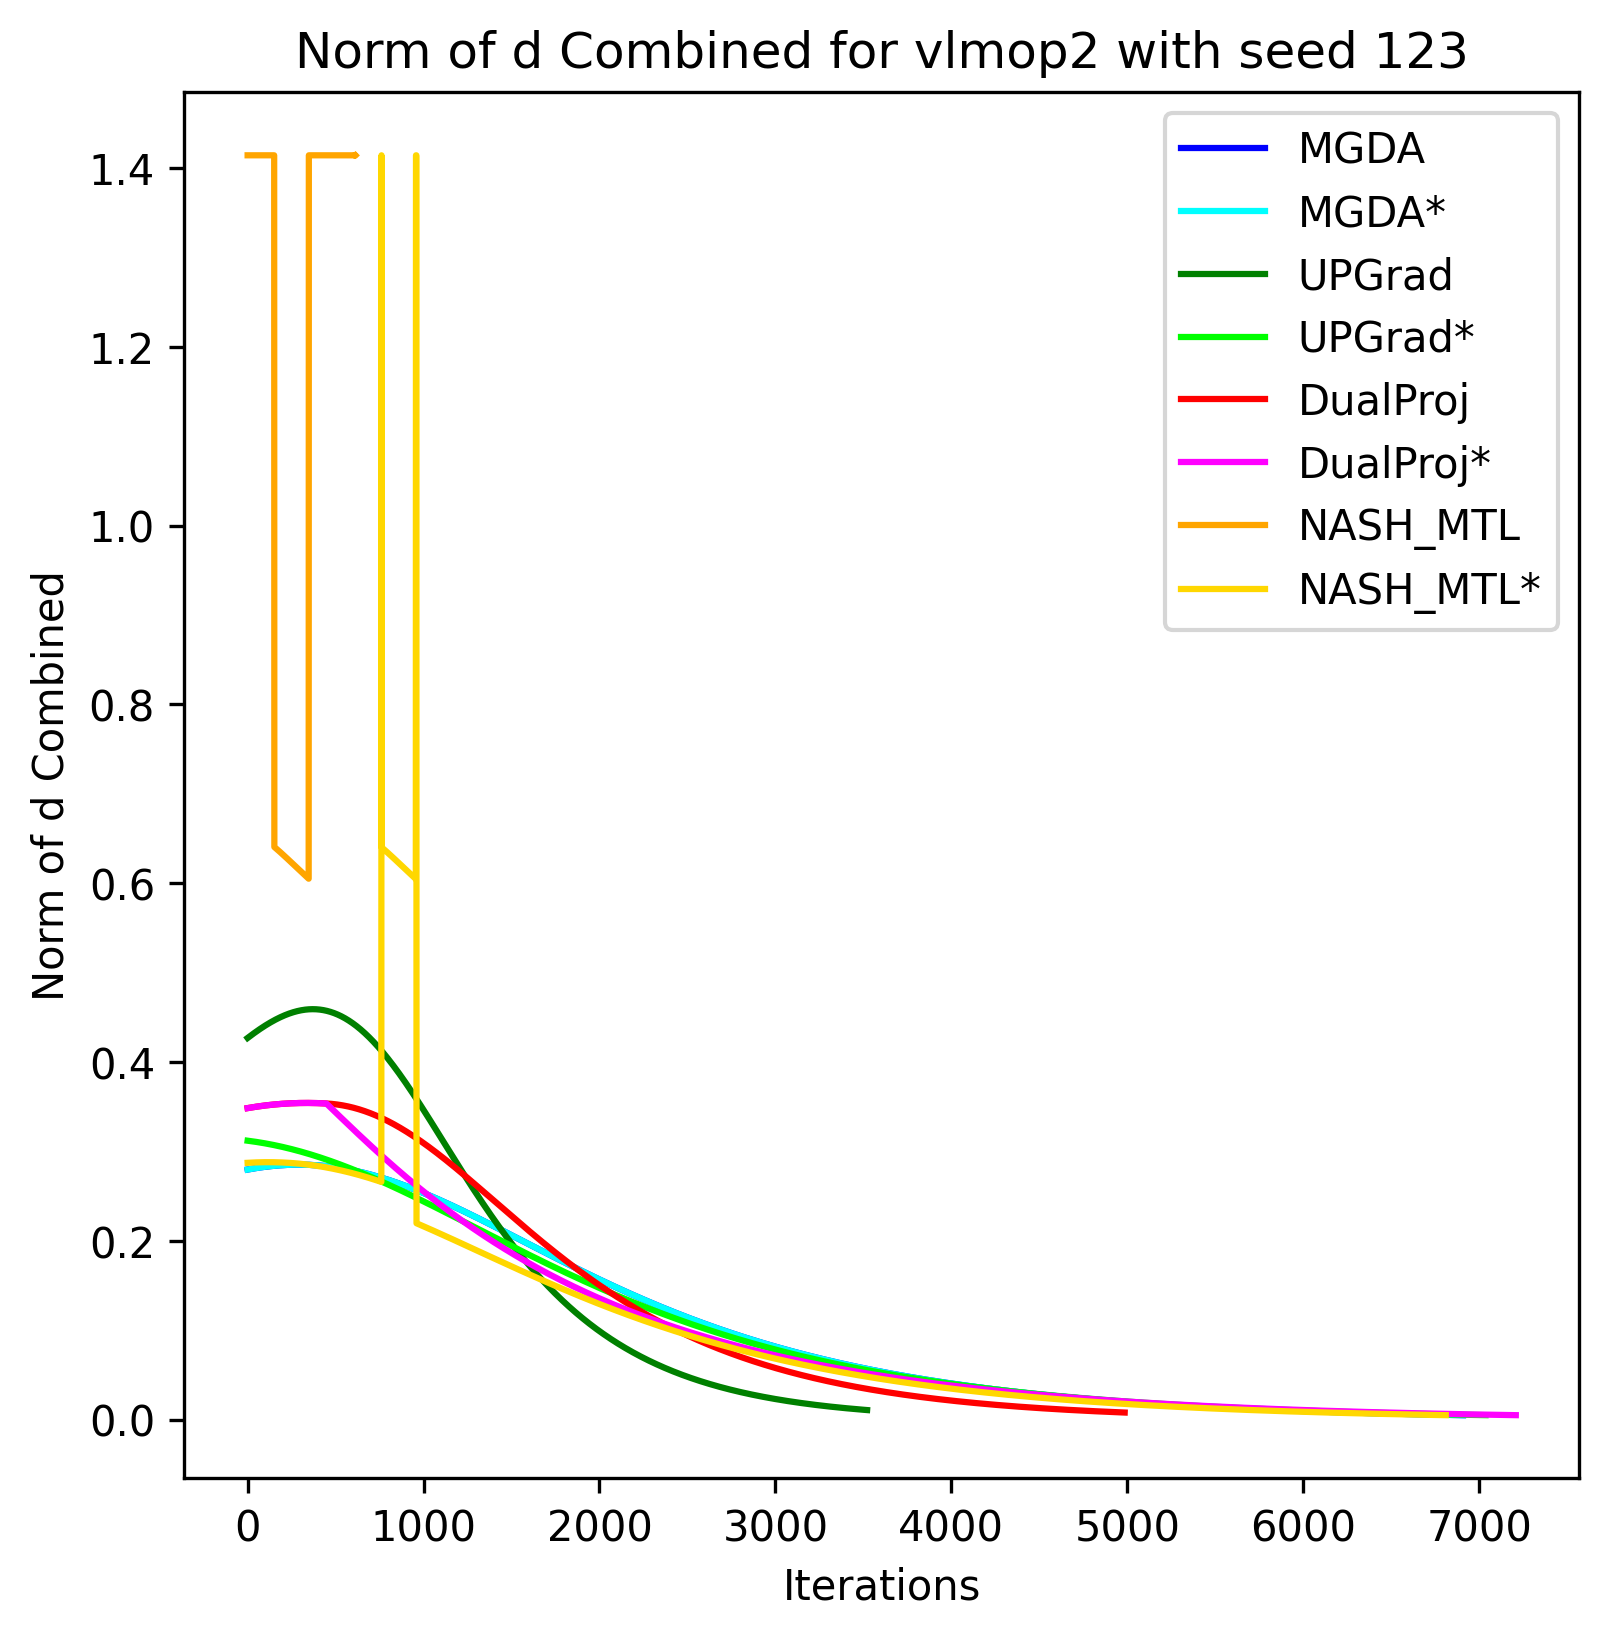 Norm of d Combined for vlmop2 with seed 123
MGDA
MGDA*
UPGrad
UPGrad*
DualProj
DualProj*
NASH_MTL
NASH_MTL*
Norm of d Combined
1.4
1.2
1.0
0.8
0.6
0.4
0.2
0.0
0 1000 2000 3000 4000 5000 6000 7000
Iterations